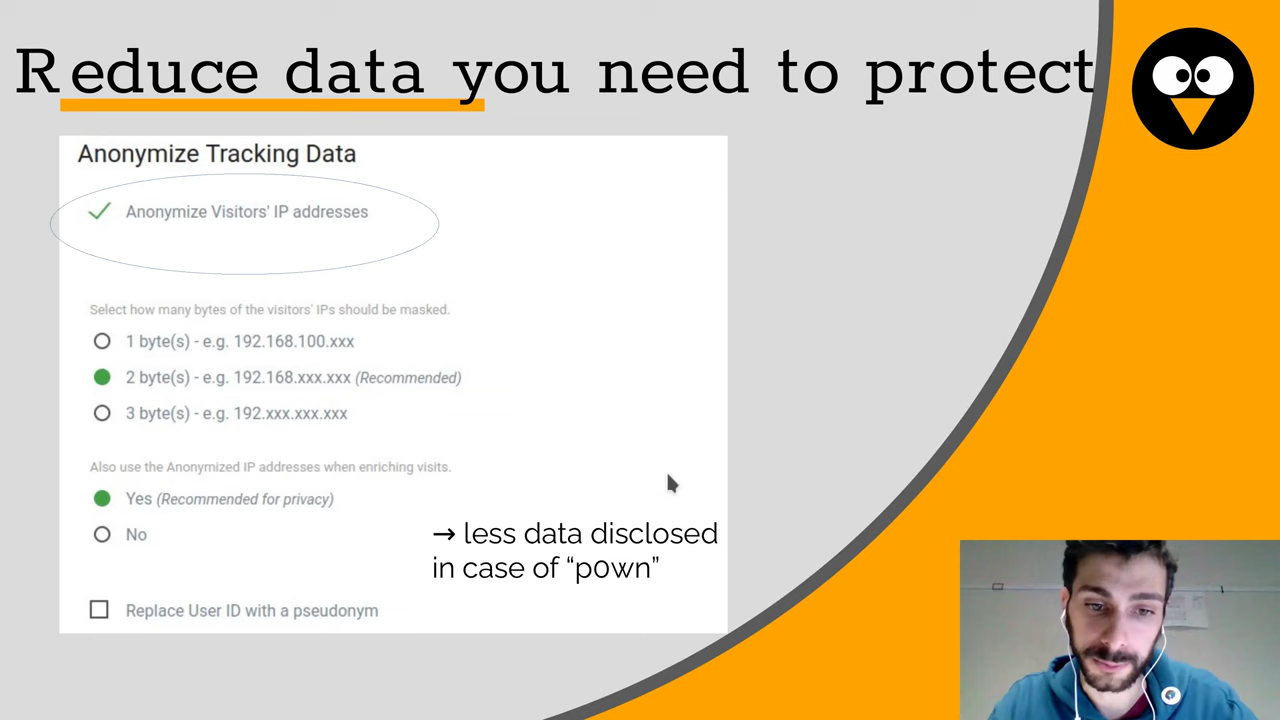 Reduce data you need to protect
Anonymize Tracking Data
Anonymize Visitors' IP addresses
Select how many bytes of the visitors' IPs should be masked.
1 byte(s) - e.g. 192.168.100.xxx
2 byte(s) - e.g. 192.168.xxx.xxx (Recommended)
3 byte(s) - e.g. 192.xxx.xxx.xxx
Also use the Anonymized IP addresses when enriching visits.
Yes (Recommended for privacy)
No
→ less data disclosed
in case of “p0wn”
Replace User ID with a pseudonym